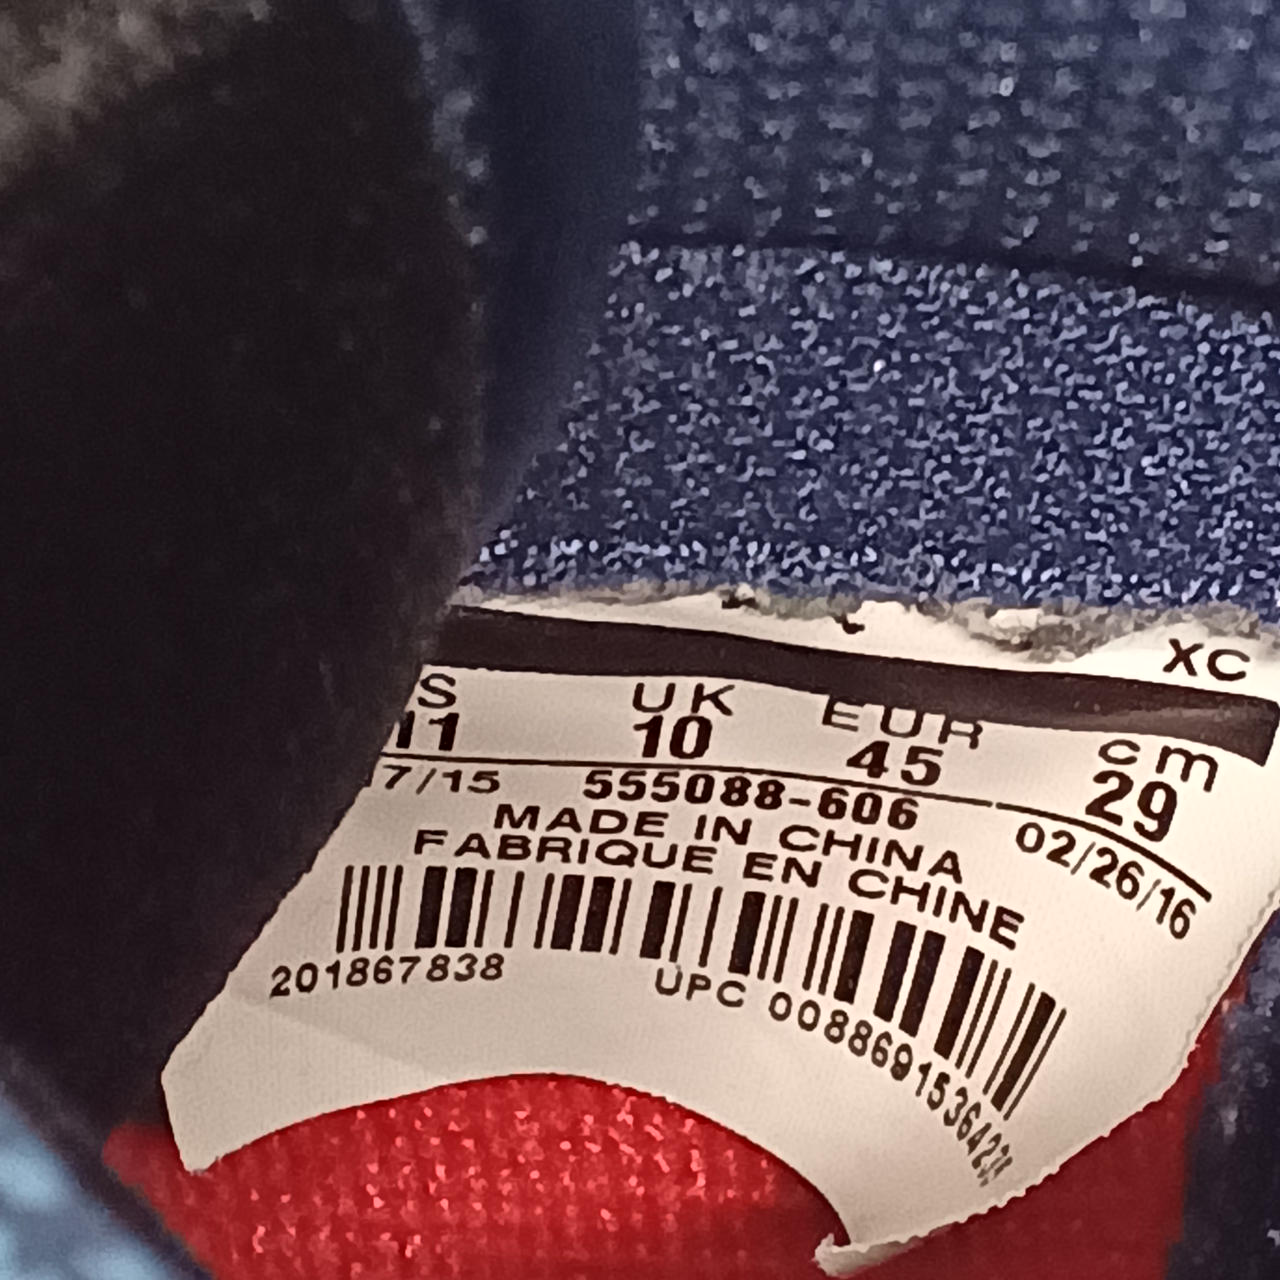 XC
S UK EUR cm
11 10 45 29
7/15 555088-606 02/26/16
MADE IN CHINA
FABRIQUE EN CHINE
201867838 UPC